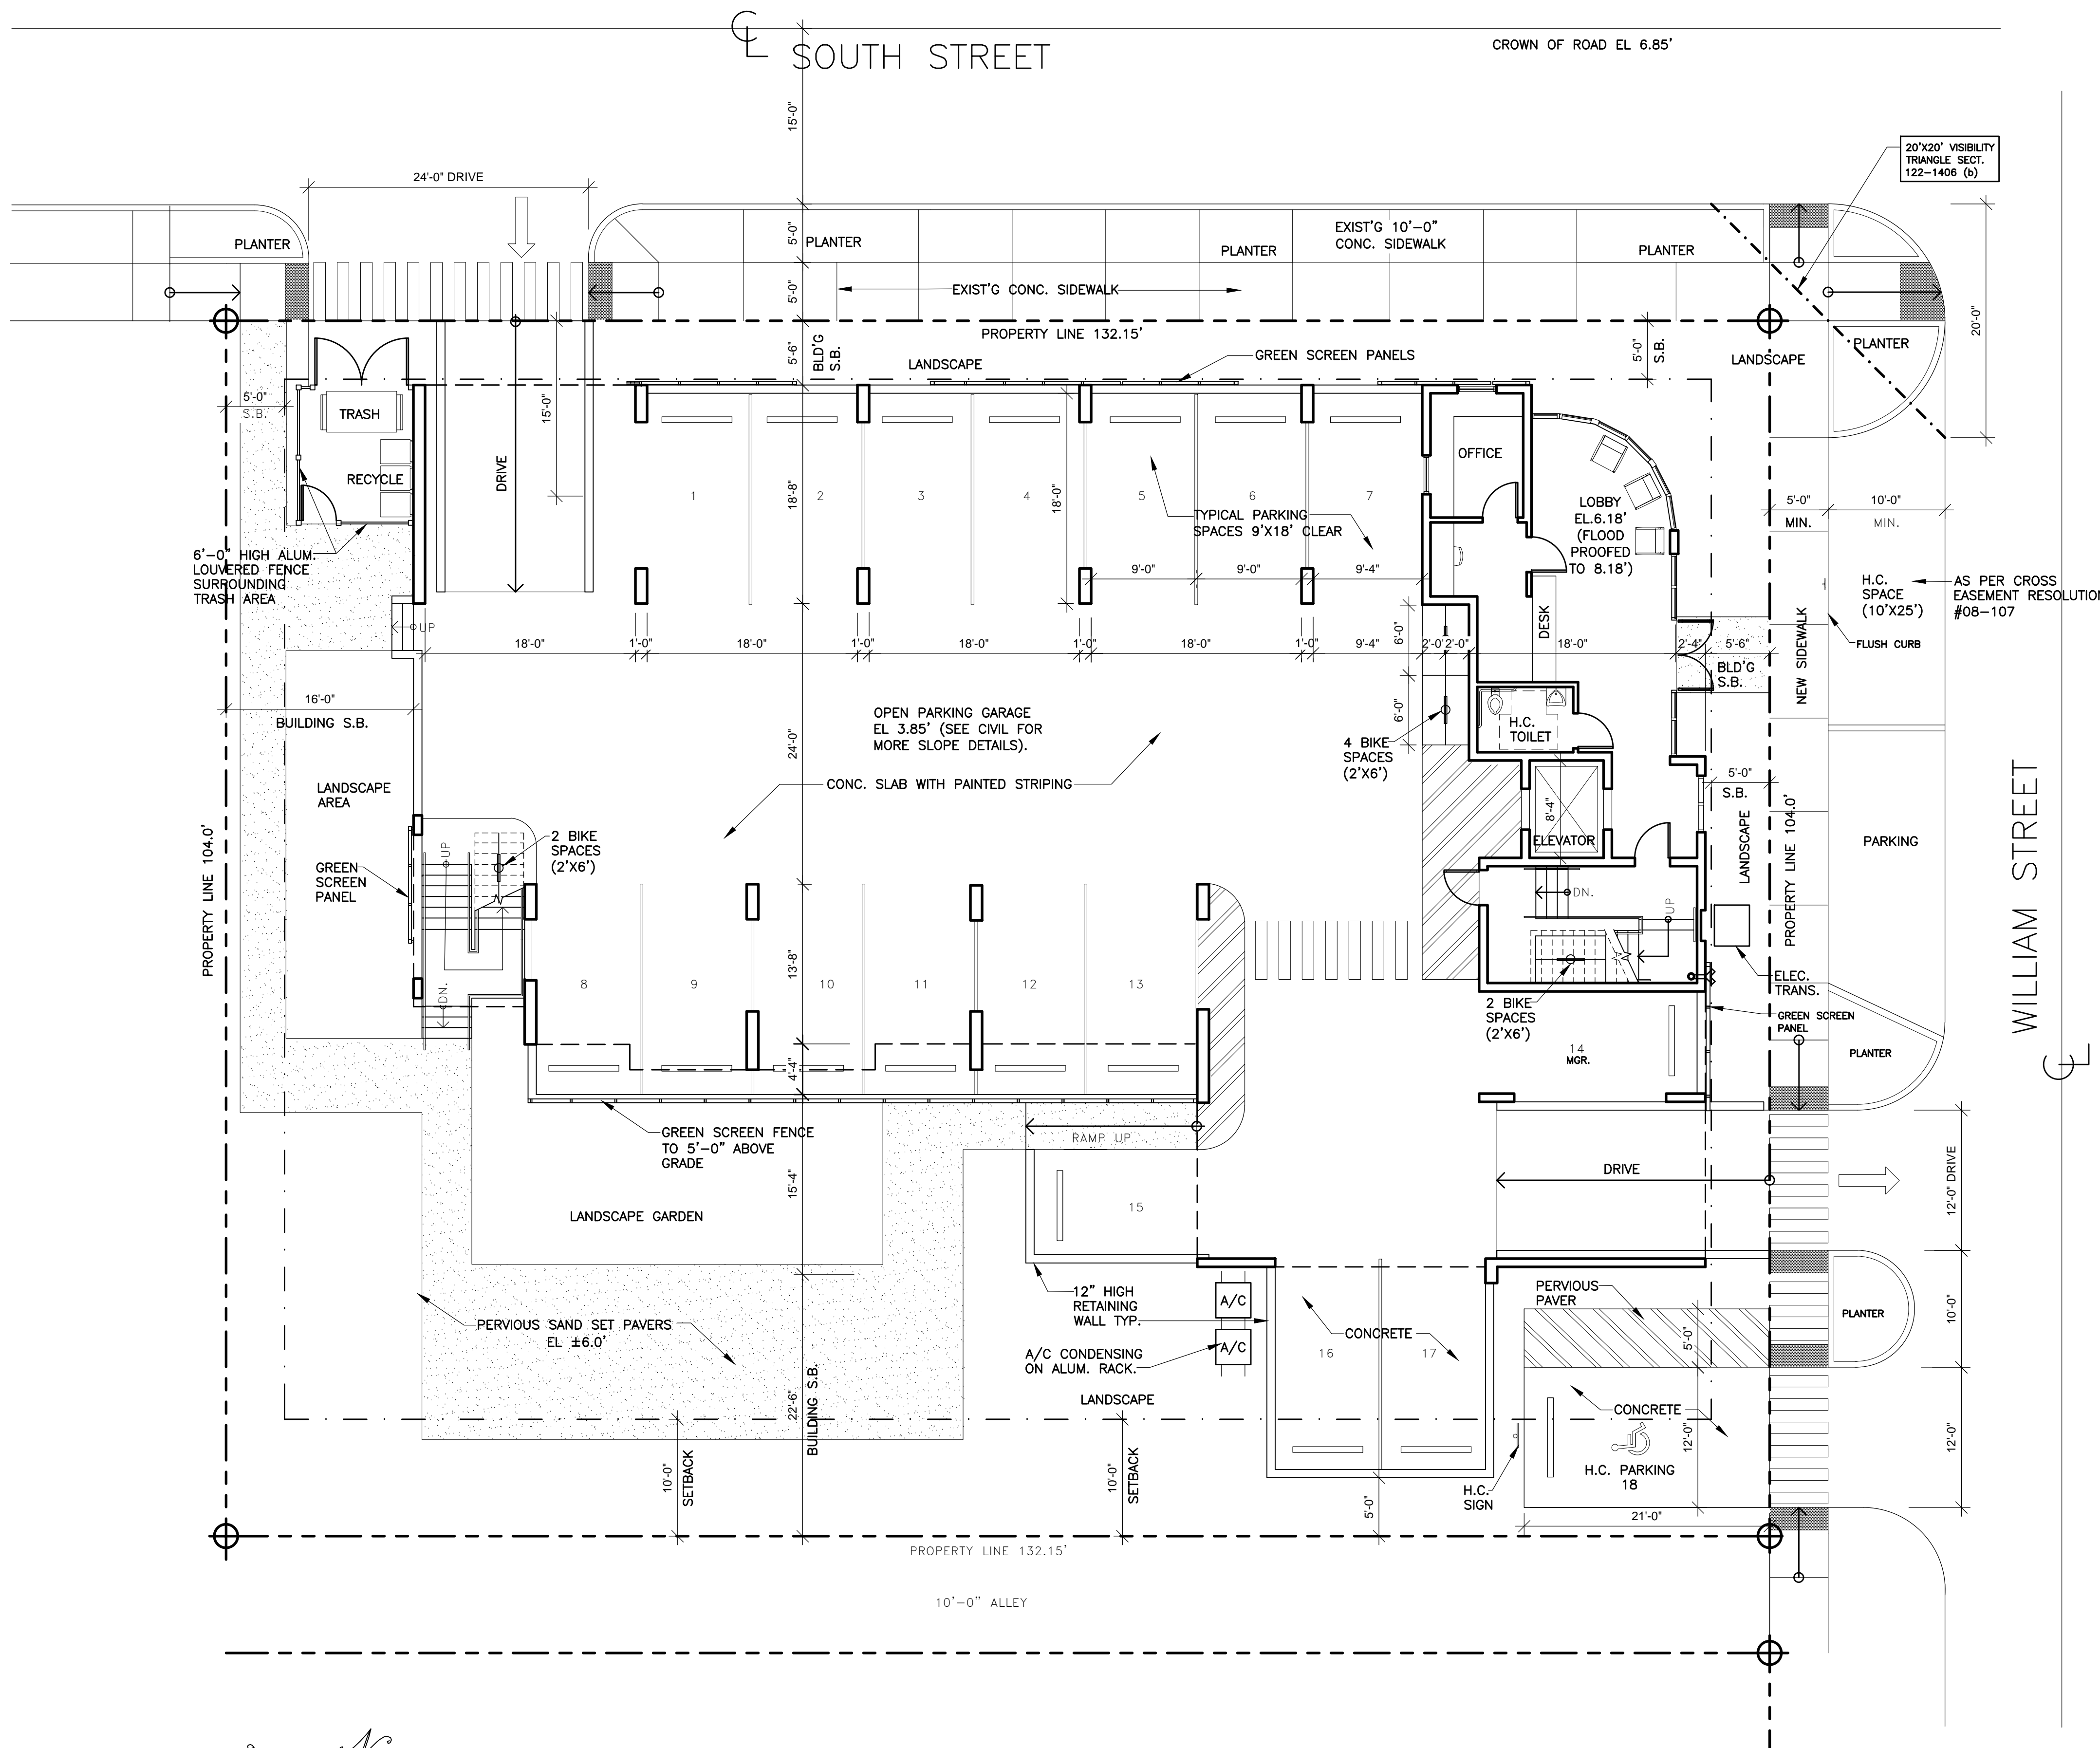 CL SOUTH STREET
CROWN OF ROAD EL 6.85'
15'-0"
20'X20' VISIBILITY
TRIANGLE SECT.
122-1406 (b)
24'-0" DRIVE
PLANTER
5'-0"
PLANTER
EXIST'G 10'-0"
CONC. SIDEWALK
PLANTER
PLANTER
5'-0"
EXIST'G CONC. SIDEWALK
20'-0"
PROPERTY LINE 132.15'
5'-6"
BLD'G
S.B.
LANDSCAPE
GREEN SCREEN PANELS
5'-0"
S.B.
LANDSCAPE
PLANTER
5'-0"
S.B.
TRASH
15'-0"
RECYCLE
DRIVE
OFFICE
1
2
3
4
5
6
7
18'-8"
18'-0"
LOBBY
EL.6.18'
(FLOOD
PROOFED
TO 8.18')
5'-0"
MIN.
10'-0"
MIN.
TYPICAL PARKING
SPACES 9'X18' CLEAR
6'-0" HIGH ALUM.
LOUVERED FENCE
SURROUNDING
TRASH AREA
9'-0"
9'-0"
9'-4"
H.C.
SPACE
(10'X25')
AS PER CROSS
EASEMENT RESOLUTION
#08-107
UP
DESK
FLUSH CURB
18'-0"
1'-0"
18'-0"
1'-0"
18'-0"
1'-0"
18'-0"
1'-0"
9'-4"
6'-0"
2'-0"
2'-0"
18'-0"
2'-4"
5'-6"
BLD'G
S.B.
NEW SIDEWALK
16'-0"
BUILDING S.B.
OPEN PARKING GARAGE
EL 3.85' (SEE CIVIL FOR
MORE SLOPE DETAILS).
24'-0"
6'-0"
H.C.
TOILET
4 BIKE
SPACES
(2'X6')
CONC. SLAB WITH PAINTED STRIPING
5'-0"
S.B.
LANDSCAPE
AREA
8'-4"
ELEVATOR
LANDSCAPE
PROPERTY LINE 104.0'
PARKING
WILLIAM STREET
CL
PROPERTY LINE 104.0'
UP
2 BIKE
SPACES
(2'X6')
GREEN
SCREEN
PANEL
DN.
UP
13'-8"
8
9
10
11
12
13
DN.
ELEC.
TRANS.
2 BIKE
SPACES
(2'X6')
GREEN SCREEN
PANEL
14
MGR.
PLANTER
4'-4"
GREEN SCREEN FENCE
TO 5'-0" ABOVE
GRADE
RAMP UP
15'-4"
DRIVE
12'-0" DRIVE
15
LANDSCAPE GARDEN
12" HIGH
RETAINING
WALL TYP.
A/C
A/C
PERVIOUS
PAVER
PLANTER
10'-0"
PERVIOUS SAND SET PAVERS
EL ±6.0'
CONCRETE
5'-0"
A/C CONDENSING
ON ALUM. RACK.
16
17
22'-6"
BUILDING S.B.
LANDSCAPE
CONCRETE
12'-0"
12'-0"
10'-0"
SETBACK
10'-0"
SETBACK
H.C. PARKING
18
H.C.
SIGN
5'-0"
21'-0"
PROPERTY LINE 132.15'
10'-0" ALLEY
N